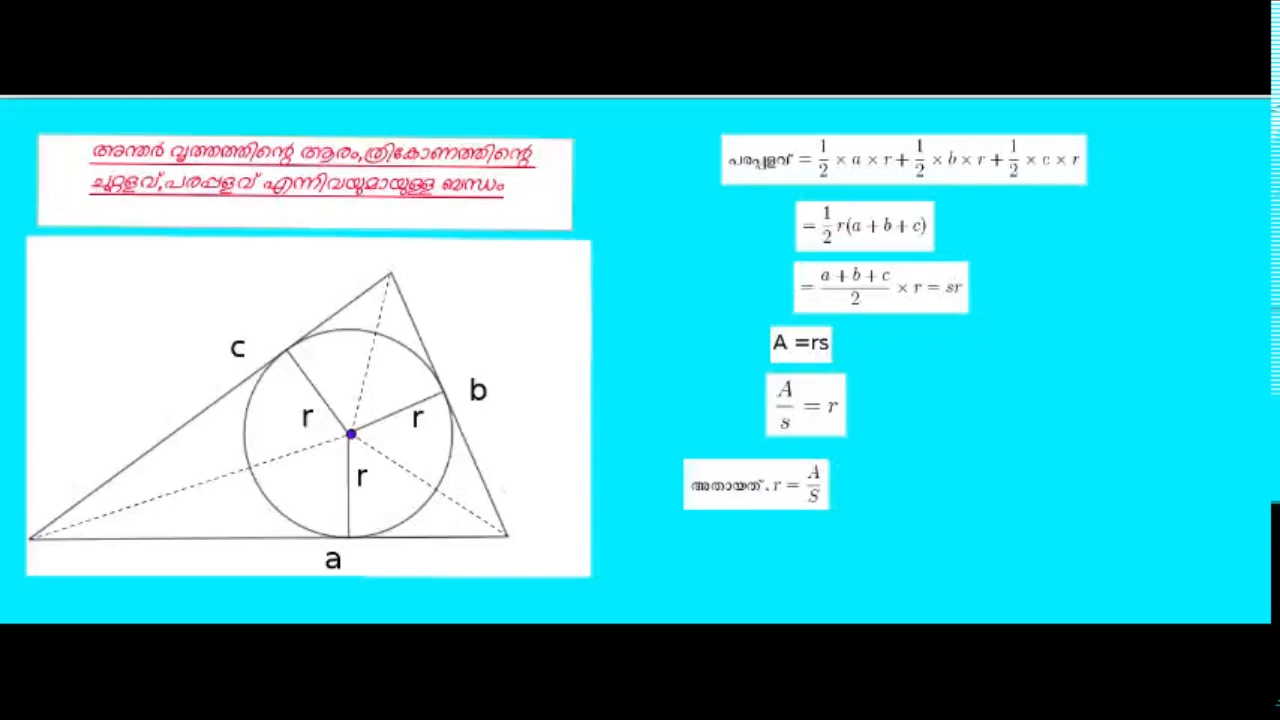 അന്തർ വൃത്തത്തിന്റെ ആരം,ത്രികോണത്തിന്റെ
ചുറ്റളവ്,പരപ്പളവ് എന്നിവയുമായുള്ള ബന്ധം
c
b
r
r
r
a
പരപ്പളവ് = 1/2 × a × r + 1/2 × b × r + 1/2 × c × r
= 1/2 r(a + b + c)
= (a + b + c)/2 × r = sr
A =rs
A/s = r
അതായത് . r = A/S